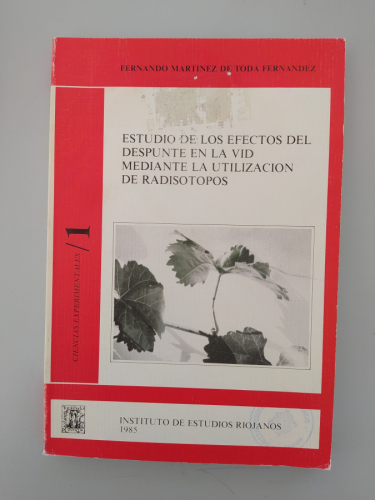 FERNANDO MARTINEZ DE TODA FERNANDEZ
ESTUDIO DE LOS EFECTOS DEL
DESPUNTE EN LA VID
MEDIANTE LA UTILIZACION
DE RADISOTOPOS
CIENCIAS EXPERIMENTALES/1
INSTITUTO DE ESTUDIOS RIOJANOS
1985